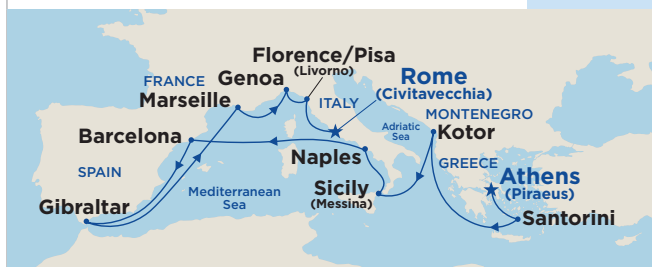 Florence/Pisa
(Livorno)
Rome
(Civitavecchia)
FRANCE
Genoa
Marseille
ITALY
MONTENEGRO
Adriatic
Sea
Kotor
Barcelona
Naples
GREECE
Athens
(Piraeus)
SPAIN
Mediterranean
Sea
Sicily
(Messina)
Gibraltar
Santorini